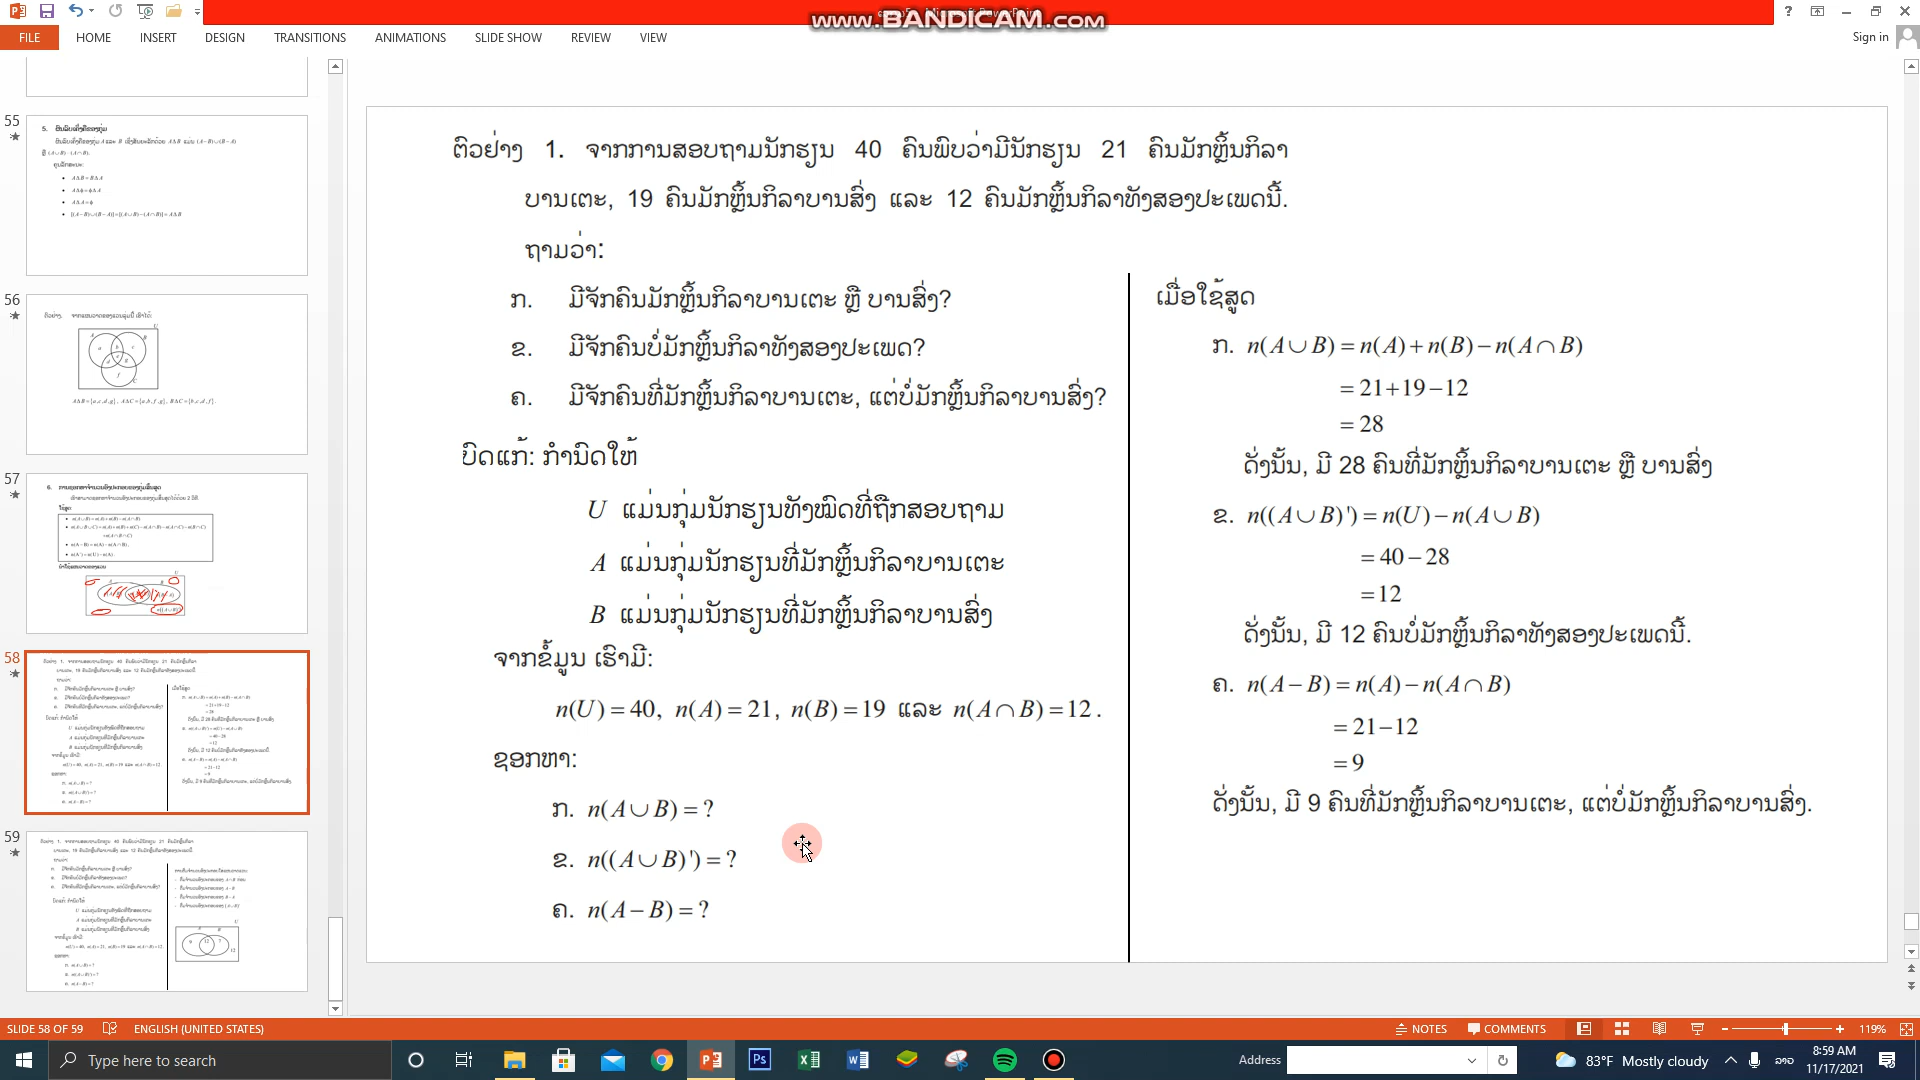 www.BANDICAM.com
FILE HOME INSERT DESIGN TRANSITIONS ANIMATIONS SLIDE SHOW REVIEW VIEW
Sign in
55
56
57
58
59
ຕົວຢ່າງ 1. ຈາກການສອບຖາມນັກຮຽນ 40 ຄົນພົບວ່າມີນັກຮຽນ 21 ຄົນມັກຫຼິ້ນກິລາ
ບານເຕະ, 19 ຄົນມັກຫຼິ້ນກິລາບານສົ່ງ ແລະ 12 ຄົນມັກຫຼິ້ນກິລາທັງສອງປະເພດນີ້.
ຖາມວ່າ:
ກ. ມີຈັກຄົນມັກຫຼິ້ນກິລາບານເຕະ ຫຼື ບານສົ່ງ?
ຂ. ມີຈັກຄົນບໍ່ມັກຫຼິ້ນກິລາທັງສອງປະເພດ?
ຄ. ມີຈັກຄົນທີ່ມັກຫຼິ້ນກິລາບານເຕະ, ແຕ່ບໍ່ມັກຫຼິ້ນກິລາບານສົ່ງ?
ບົດແກ້: ກໍານົດໃຫ້
U ແມ່ນກຸ່ມນັກຮຽນທັງໝົດທີ່ຖືກສອບຖາມ
A ແມ່ນກຸ່ມນັກຮຽນທີ່ມັກຫຼິ້ນກິລາບານເຕະ
B ແມ່ນກຸ່ມນັກຮຽນທີ່ມັກຫຼິ້ນກິລາບານສົ່ງ
ຈາກຂໍ້ມູນ ເຮົາມີ:
n(U) = 40, n(A) = 21, n(B) = 19 ແລະ n(A∩B) = 12.
ຊອກຫາ:
ກ. n(A∪B) = ?
ຂ. n((A∪B)') = ?
ຄ. n(A−B) = ?
ເມື່ອໃຊ້ສູດ
ກ. n(A∪B) = n(A)+n(B)−n(A∩B)
= 21+19−12
= 28
ດັ່ງນັ້ນ, ມີ 28 ຄົນທີ່ມັກຫຼິ້ນກິລາບານເຕະ ຫຼື ບານສົ່ງ
ຂ. n((A∪B)') = n(U)−n(A∪B)
= 40−28
=12
ດັ່ງນັ້ນ, ມີ 12 ຄົນບໍ່ມັກຫຼິ້ນກິລາທັງສອງປະເພດນີ້.
ຄ. n(A−B) = n(A)−n(A∩B)
= 21−12
=9
ດັ່ງນັ້ນ, ມີ 9 ຄົນທີ່ມັກຫຼິ້ນກິລາບານເຕະ, ແຕ່ບໍ່ມັກຫຼິ້ນກິລາບານສົ່ງ.
SLIDE 58 OF 59 ENGLISH (UNITED STATES) NOTES COMMENTS 119%
Type here to search Address 83°F Mostly cloudy ລາວ 8:59 AM
11/17/2021